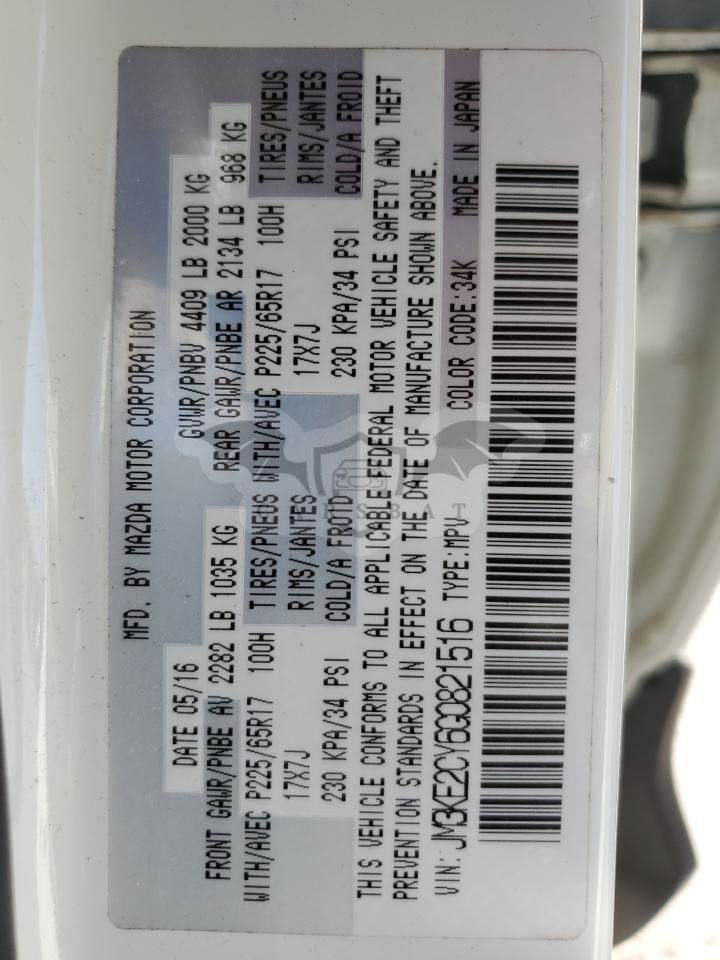 MFD. BY MAZDA MOTOR CORPORATION
DATE 05/16 GVWR/PNBV 4409 LB 2000 KG
FRONT GAWR/PNBE AV 2282 LB 1035 KG REAR GAWR/PNBE AR 2134 LB 968 KG
WITH/AVEC P225/65R17 100H TIRES/PNEUS WITH/AVEC P225/65R17 100H TIRES/PNEUS
17X7J RIMS/JANTES 17X7J RIMS/JANTES
230 KPA/34 PSI COLD/A FROID 230 KPA/34 PSI COLD/A FROID
THIS VEHICLE CONFORMS TO ALL APPLICABLE FEDERAL MOTOR VEHICLE SAFETY AND THEFT
PREVENTION STANDARDS IN EFFECT ON THE DATE OF MANUFACTURE SHOWN ABOVE.
VIN: JM3KE2CY6G0821516 TYPE:MPV COLOR CODE:34K MADE IN JAPAN
CARSBAT